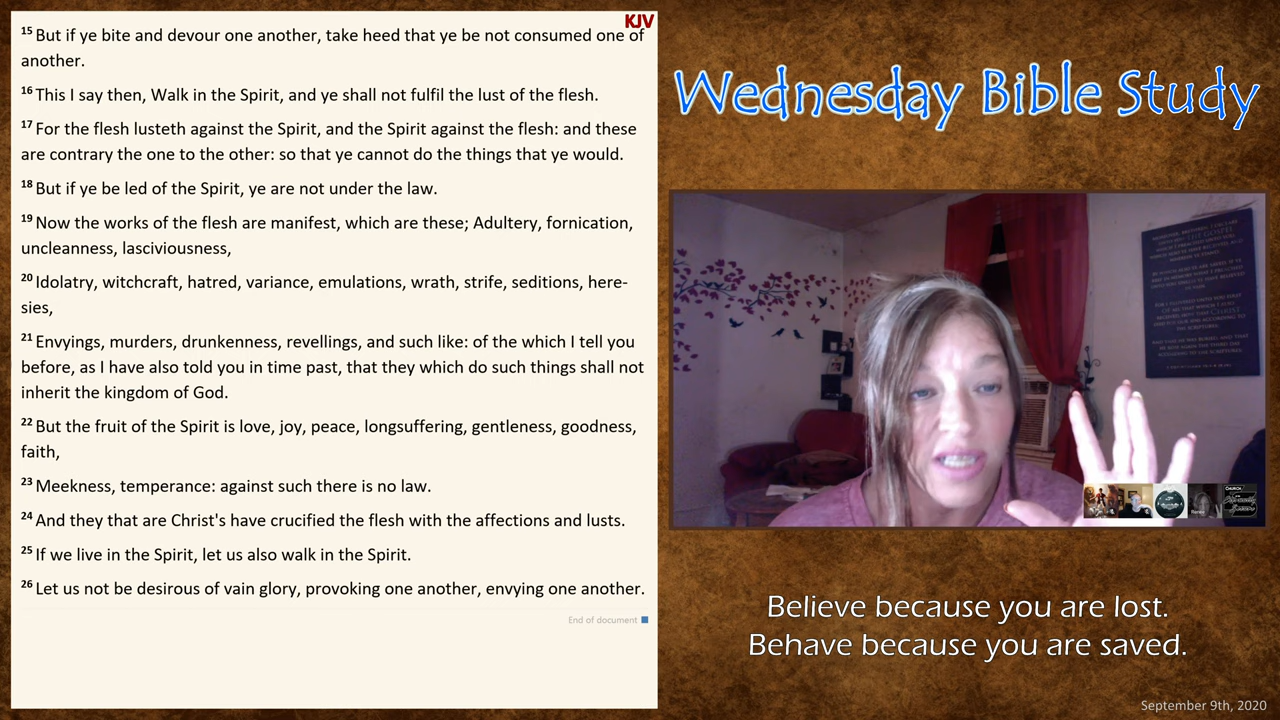 KJV
15 But if ye bite and devour one another, take heed that ye be not consumed one of
another.
16 This I say then, Walk in the Spirit, and ye shall not fulfil the lust of the flesh.
17 For the flesh lusteth against the Spirit, and the Spirit against the flesh: and these
are contrary the one to the other: so that ye cannot do the things that ye would.
18 But if ye be led of the Spirit, ye are not under the law.
19 Now the works of the flesh are manifest, which are these; Adultery, fornication,
uncleanness, lasciviousness,
20 Idolatry, witchcraft, hatred, variance, emulations, wrath, strife, seditions, here-
sies,
21 Envyings, murders, drunkenness, revellings, and such like: of the which I tell you
before, as I have also told you in time past, that they which do such things shall not
inherit the kingdom of God.
22 But the fruit of the Spirit is love, joy, peace, longsuffering, gentleness, goodness,
faith,
23 Meekness, temperance: against such there is no law.
24 And they that are Christ's have crucified the flesh with the affections and lusts.
25 If we live in the Spirit, let us also walk in the Spirit.
26 Let us not be desirous of vain glory, provoking one another, envying one another.
End of document
Wednesday Bible Study
Renee
Believe because you are lost.
Behave because you are saved.
September 9th, 2020